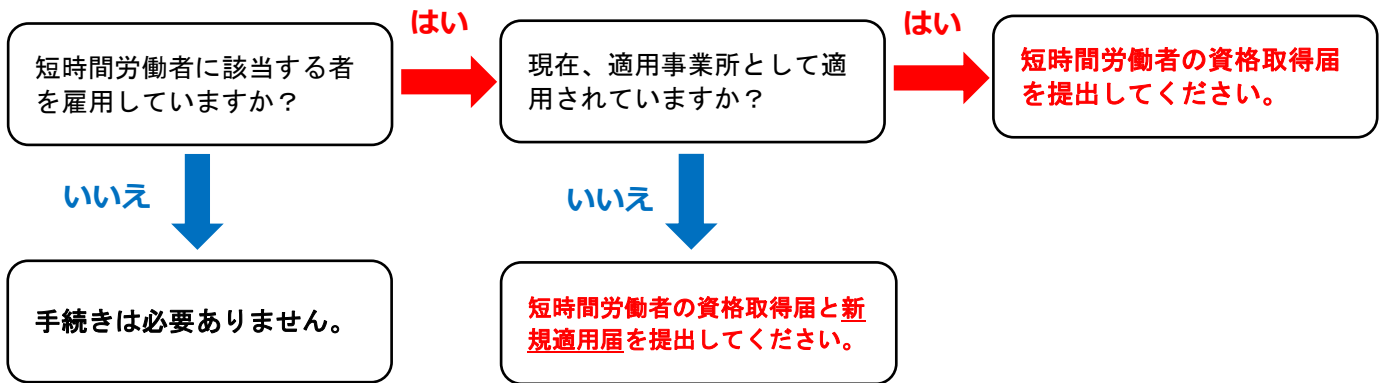 はい
はい
短時間労働者に該当する者
を雇用していますか？
現在、適用事業所として適
用されていますか？
短時間労働者の資格取得届
を提出してください。
いいえ
いいえ
手続きは必要ありません。
短時間労働者の資格取得届と新
規適用届を提出してください。